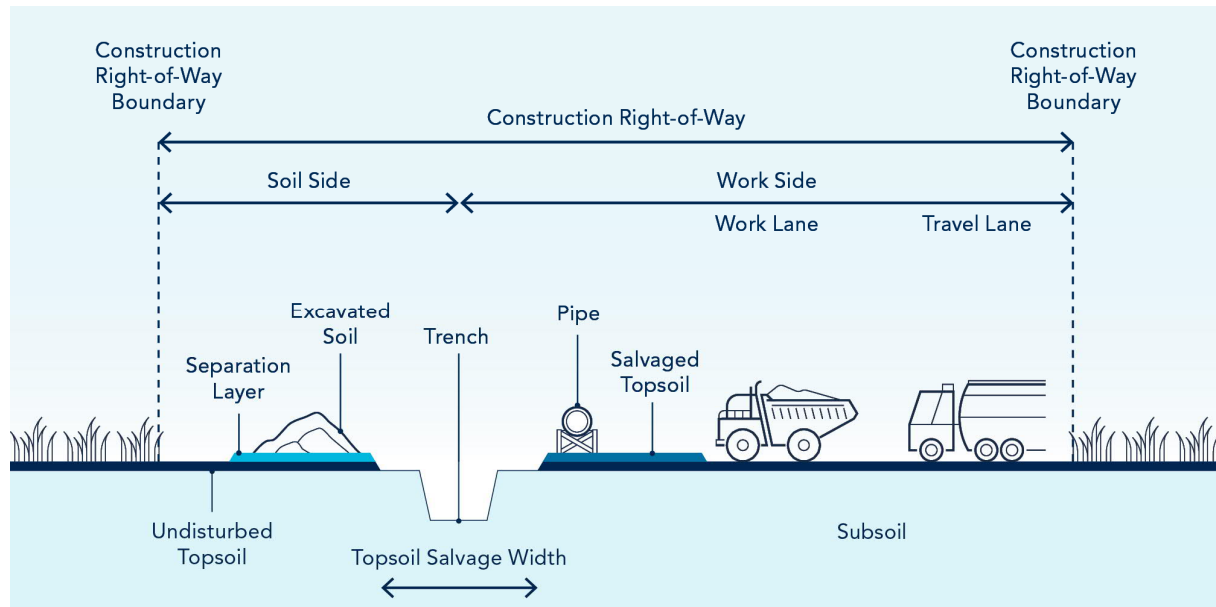 Construction
Right-of-Way
Boundary
Construction
Right-of-Way
Boundary
Construction Right-of-Way
Soil Side
Work Side
Work Lane
Travel Lane
Excavated
Soil
Trench
Pipe
Separation
Layer
Salvaged
Topsoil
Undisturbed
Topsoil
Topsoil Salvage Width
Subsoil